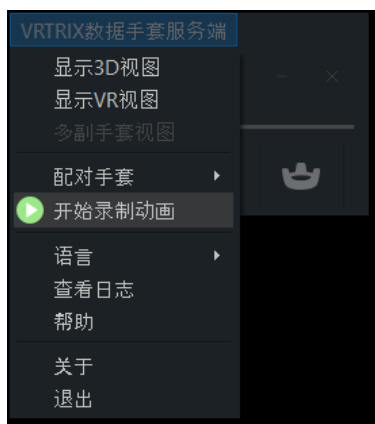 VRTRIX数据手套服务端
显示3D视图
显示VR视图
多副手套视图
配对手套
开始录制动画
语言
查看日志
帮助
关于
退出